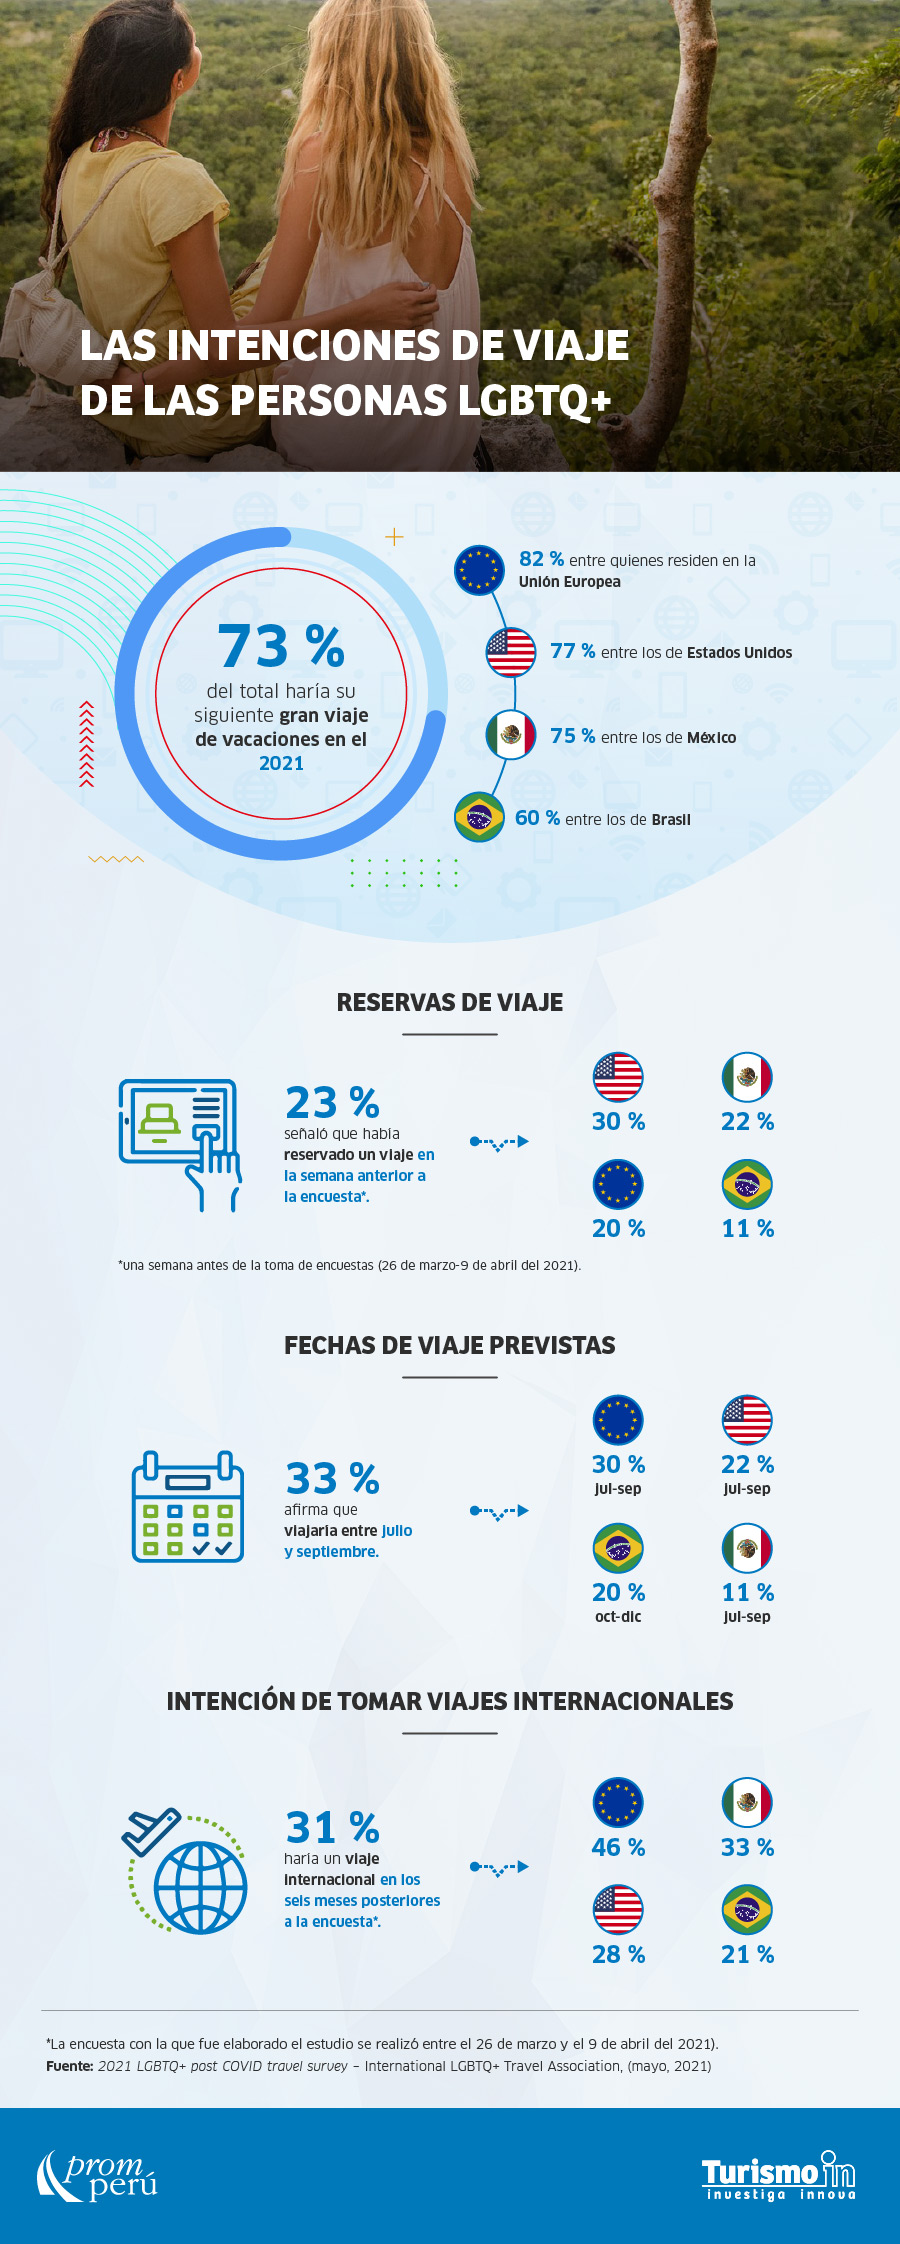 LAS INTENCIONES DE VIAJE
DE LAS PERSONAS LGBTQ+
73 %
del total haría su
siguiente gran viaje
de vacaciones en el
2021
82 % entre quienes residen en la
Unión Europea
77 % entre los de Estados Unidos
75 % entre los de México
60 % entre los de Brasil
RESERVAS DE VIAJE
23 %
señaló que había
reservado un viaje en
la semana anterior a
la encuesta*.
30 %
22 %
20 %
11 %
*una semana antes de la toma de encuestas (26 de marzo-9 de abril del 2021).
FECHAS DE VIAJE PREVISTAS
33 %
afirma que
viajaría entre julio
y septiembre.
30 %
22 %
jul-sep
jul-sep
20 %
11 %
oct-dic
jul-sep
INTENCIÓN DE TOMAR VIAJES INTERNACIONALES
31 %
haría un viaje
internacional en los
seis meses posteriores
a la encuesta*.
46 %
33 %
28 %
21 %
*La encuesta con la que fue elaborado el estudio se realizó entre el 26 de marzo y el 9 de abril del 2021).
Fuente: 2021 LGBTQ+ post COVID travel survey – International LGBTQ+ Travel Association, (mayo, 2021)
prom
perú
Turismo in
investiga innova